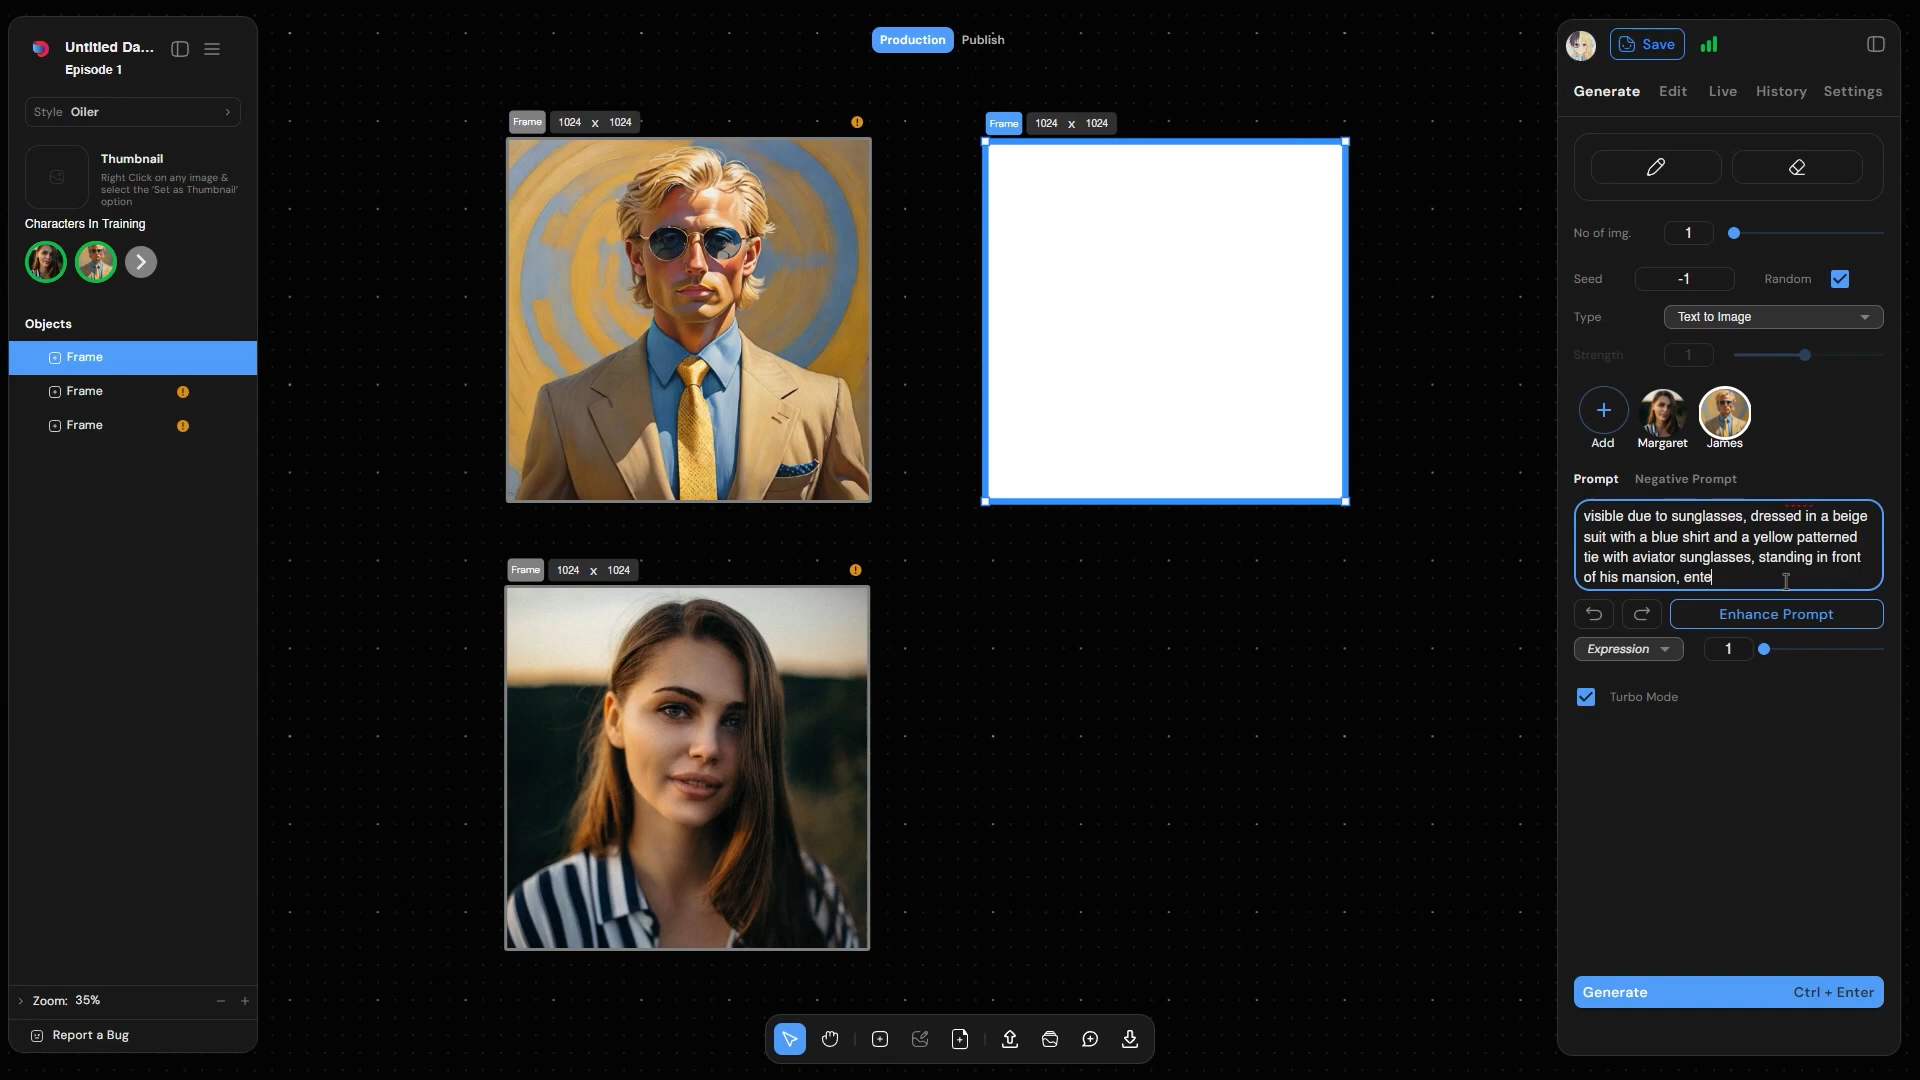 Untitled Da...
Episode 1
Style Oiler
Thumbnail
Right Click on any image &
select the 'Set as Thumbnail'
option
Characters In Training
Objects
Frame
Frame
Frame
Zoom: 35%
Report a Bug
Production Publish
Frame 1024 x 1024
Frame 1024 x 1024
Frame 1024 x 1024
Save
Generate Edit Live History Settings
No of img. 1
Seed -1 Random
Type Text to Image
Strength 1
Add Margaret James
Prompt Negative Prompt
visible due to sunglasses, dressed in a beige
suit with a blue shirt and a yellow patterned
tie with aviator sunglasses, standing in front
of his mansion, ente
Enhance Prompt
Expression 1
Turbo Mode
Generate Ctrl + Enter